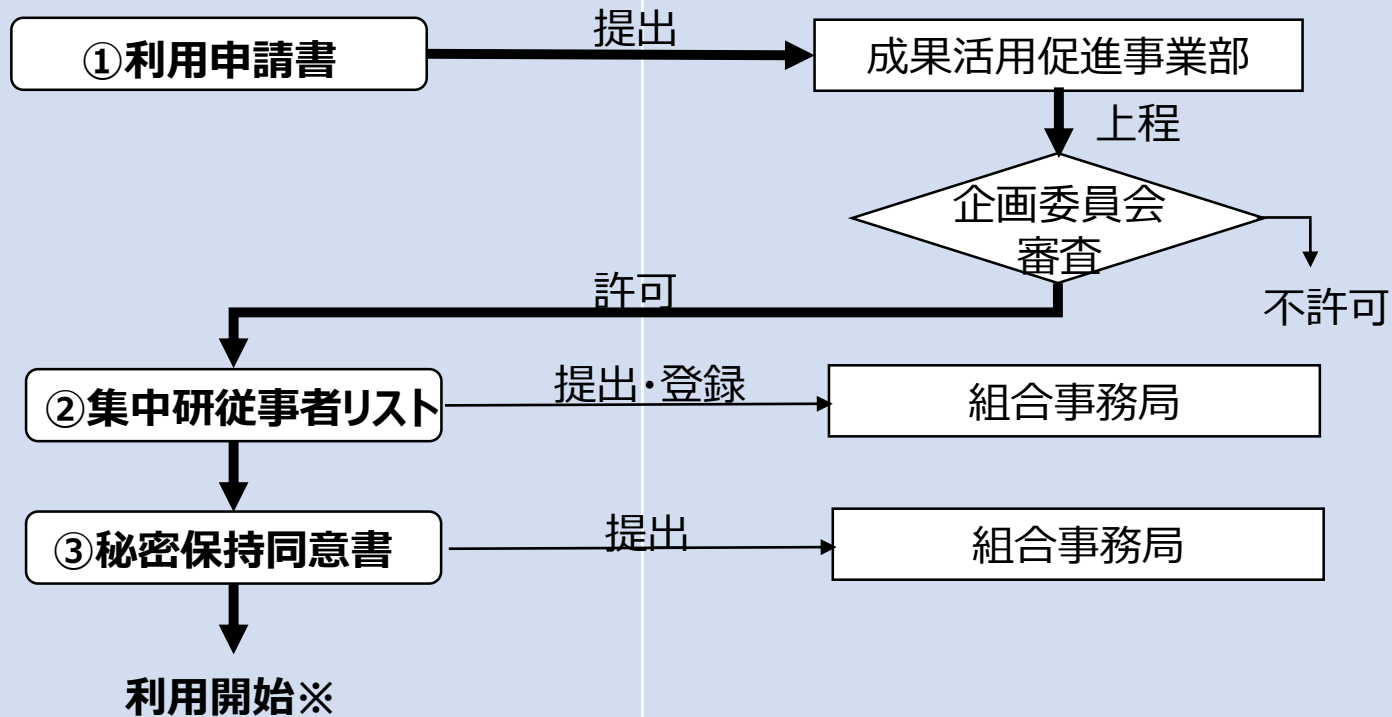 ①利用申請書
提出
成果活用促進事業部
上程
企画委員会
審査
不許可
許可
②集中研従事者リスト
提出・登録
組合事務局
③秘密保持同意書
提出
組合事務局
利用開始※